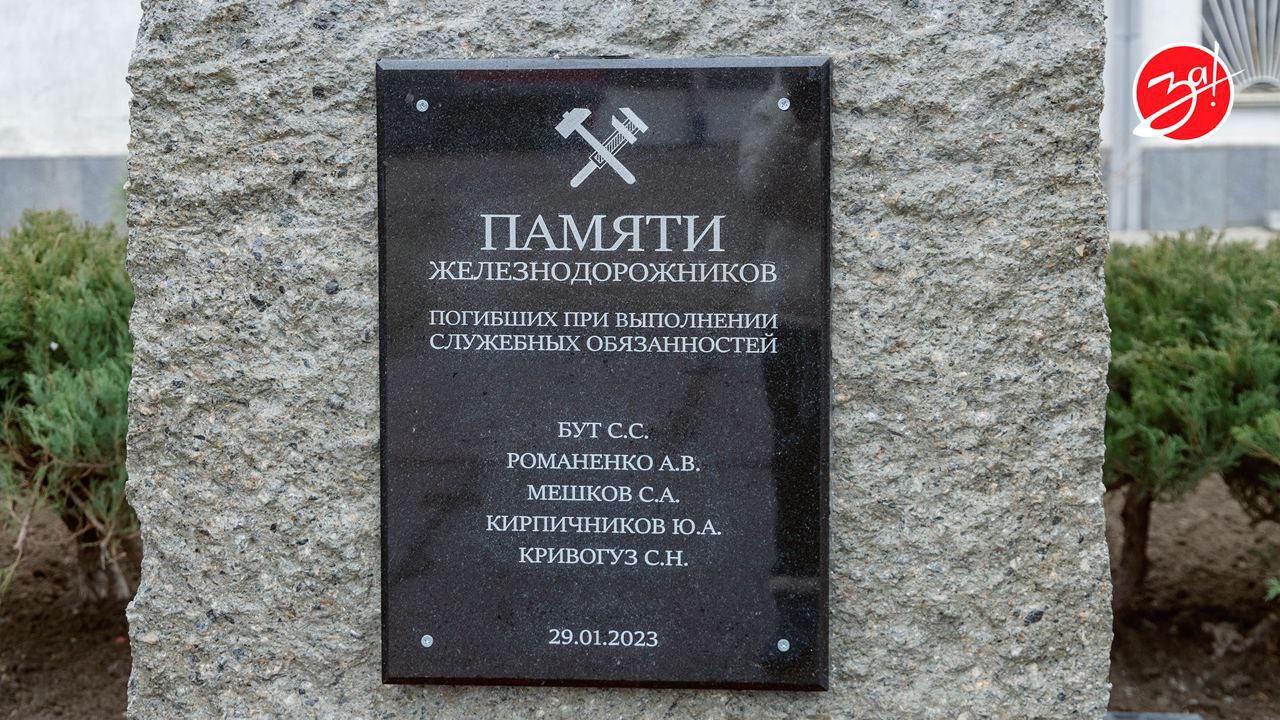 За!
ПАМЯТИ
ЖЕЛЕЗНОДОРОЖНИКОВ
ПОГИБШИХ ПРИ ВЫПОЛНЕНИИ
СЛУЖЕБНЫХ ОБЯЗАННОСТЕЙ
БУТ С.С.
РОМАНЕНКО А.В.
МЕШКОВ С.А.
КИРПИЧНИКОВ Ю.А.
КРИВОГУЗ С.Н.
29.01.2023